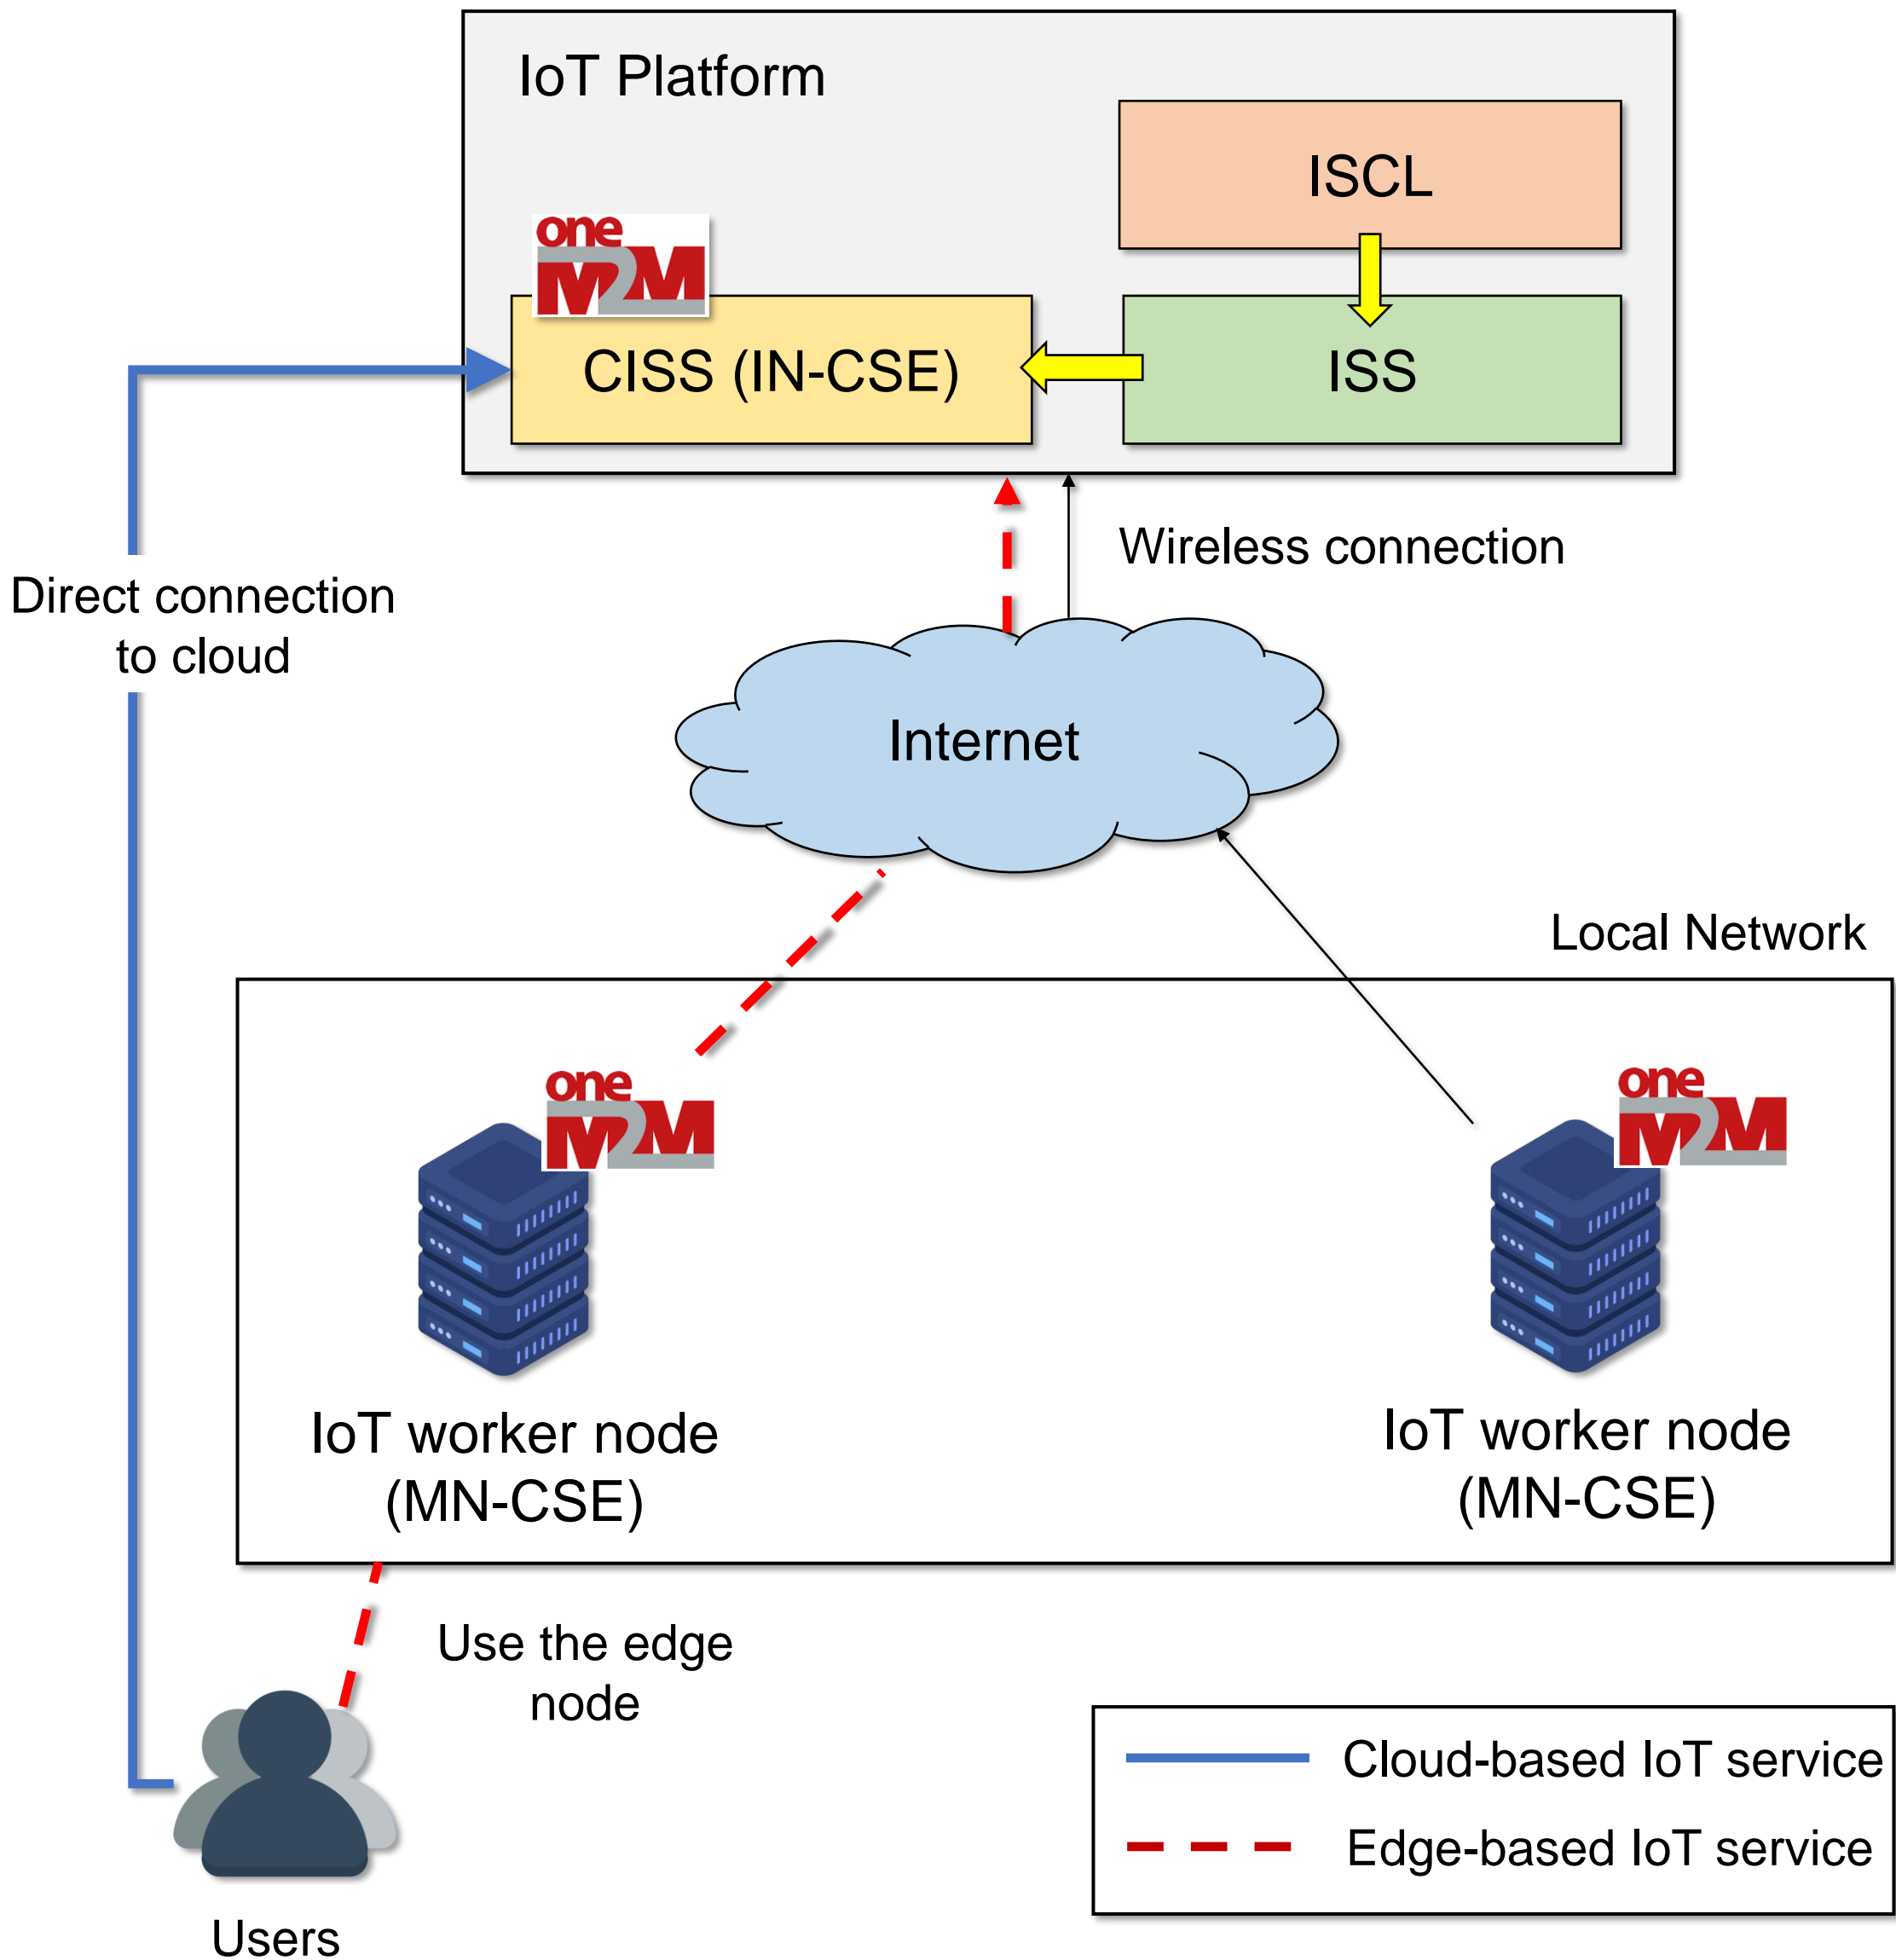 IoT Platform
ISCL
one
M2M
CISS (IN-CSE)
ISS
Wireless connection
Direct connection
to cloud
Internet
Local Network
one
M2M
one
M2M
IoT worker node
(MN-CSE)
IoT worker node
(MN-CSE)
Use the edge
node
Users
Cloud-based IoT service
Edge-based IoT service